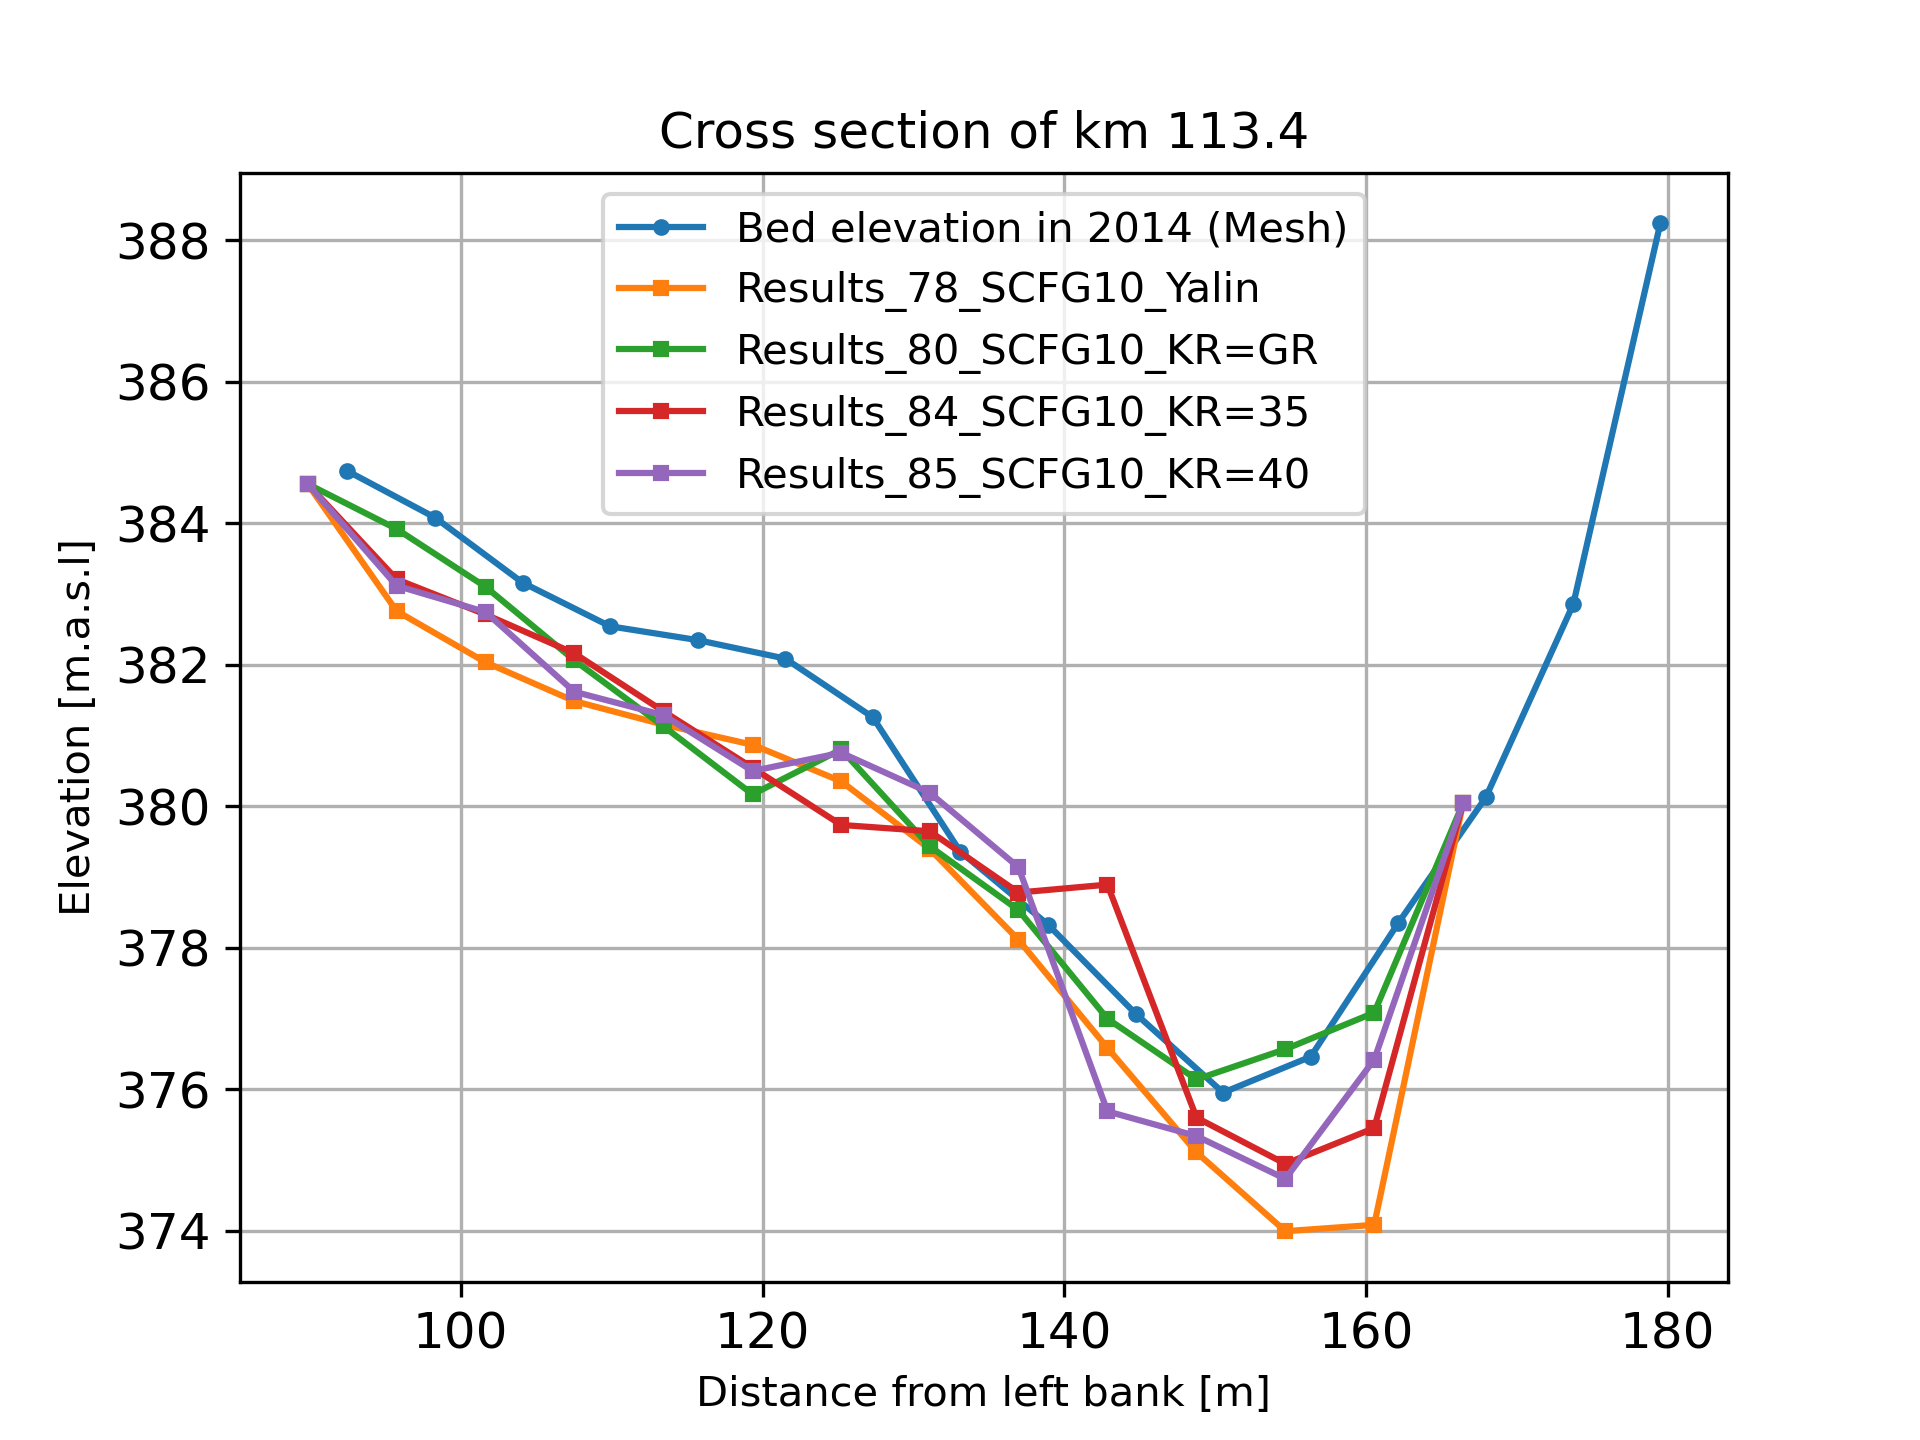 Cross section of km 113.4
Bed elevation in 2014 (Mesh)
Results_78_SCFG10_Yalin
Results_80_SCFG10_KR=GR
Results_84_SCFG10_KR=35
Results_85_SCFG10_KR=40
388
386
384
382
380
378
376
374
Elevation [m.a.s.l]
100 120 140 160 180
Distance from left bank [m]